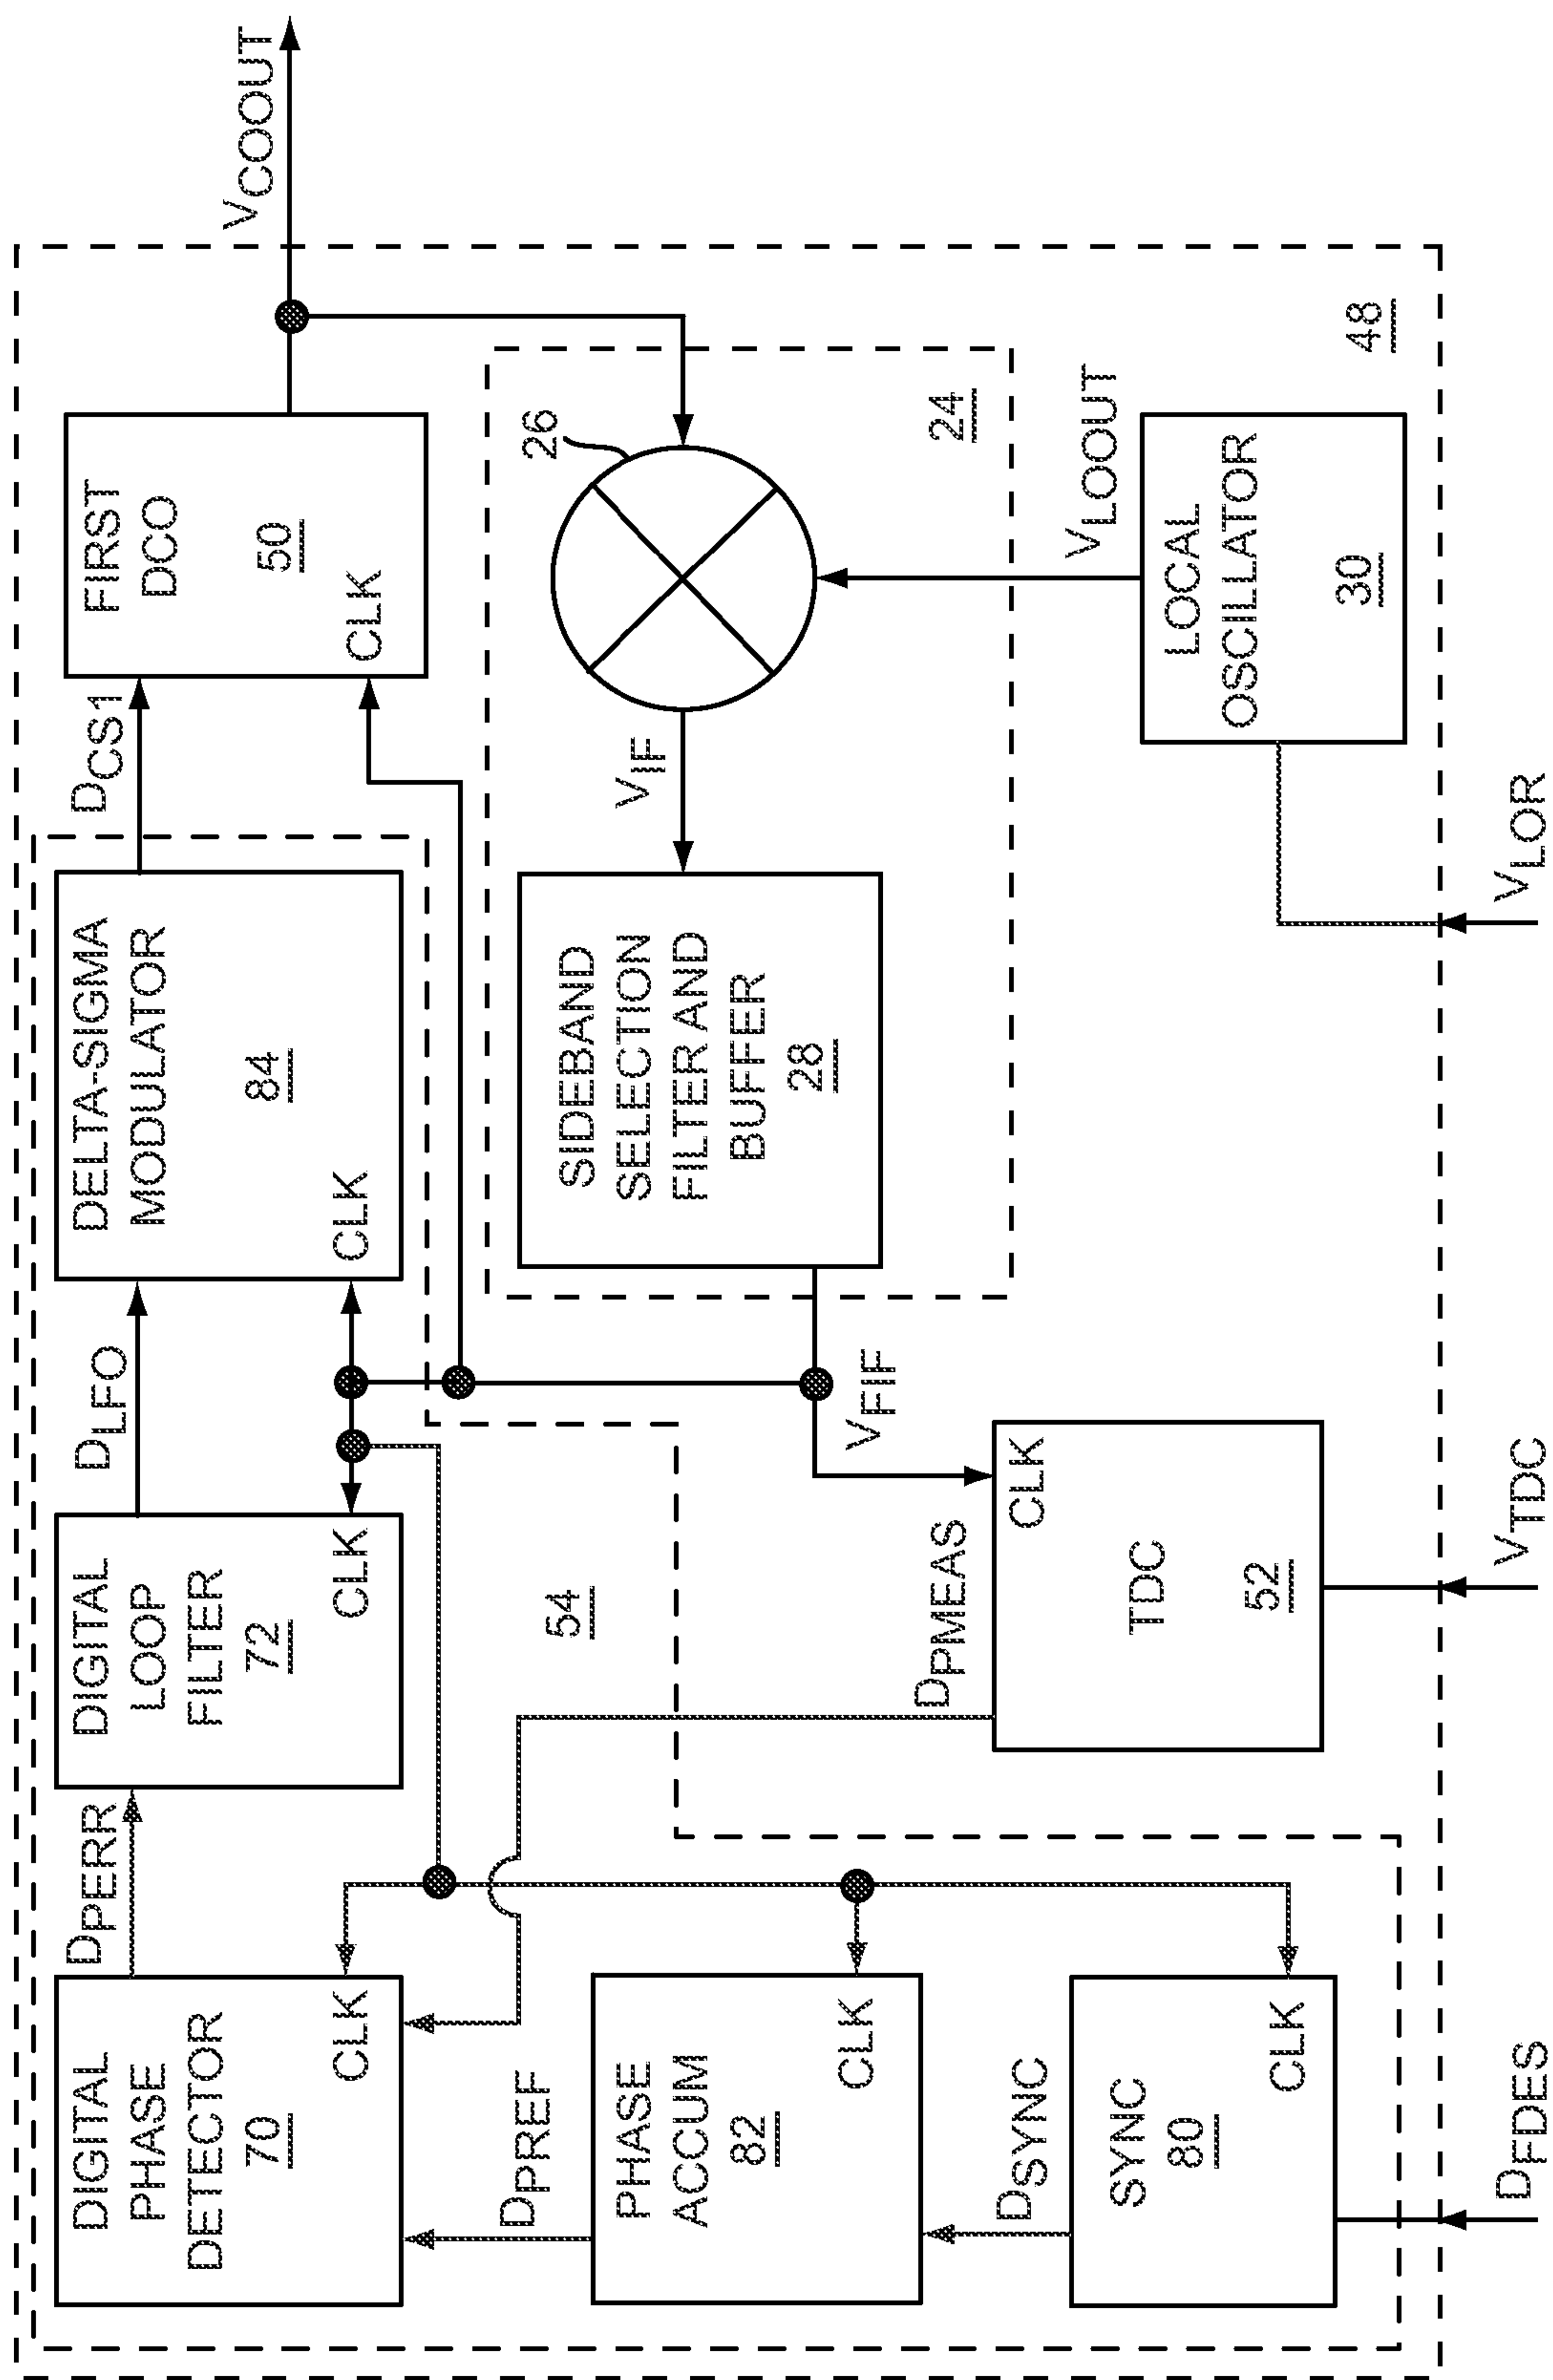 DIGITAL
PHASE
DETECTOR
70
CLK
DPERR
DIGITAL
LOOP
FILTER
72
CLK
DLFO
DELTA-SIGMA
MODULATOR
84
CLK
DCS1
FIRST
DCO
50
CLK
VCOOUT
DPREF
PHASE
ACCUM
82
CLK
DSYNC
SYNC
80
CLK
DFDES
54
DPMEAS
CLK
TDC
52
VTDC
VFIF
SIDEBAND
SELECTION
FILTER AND
BUFFER
28
VIF
26
24
VLOOUT
LOCAL
OSCILLATOR
30
VLOR
48